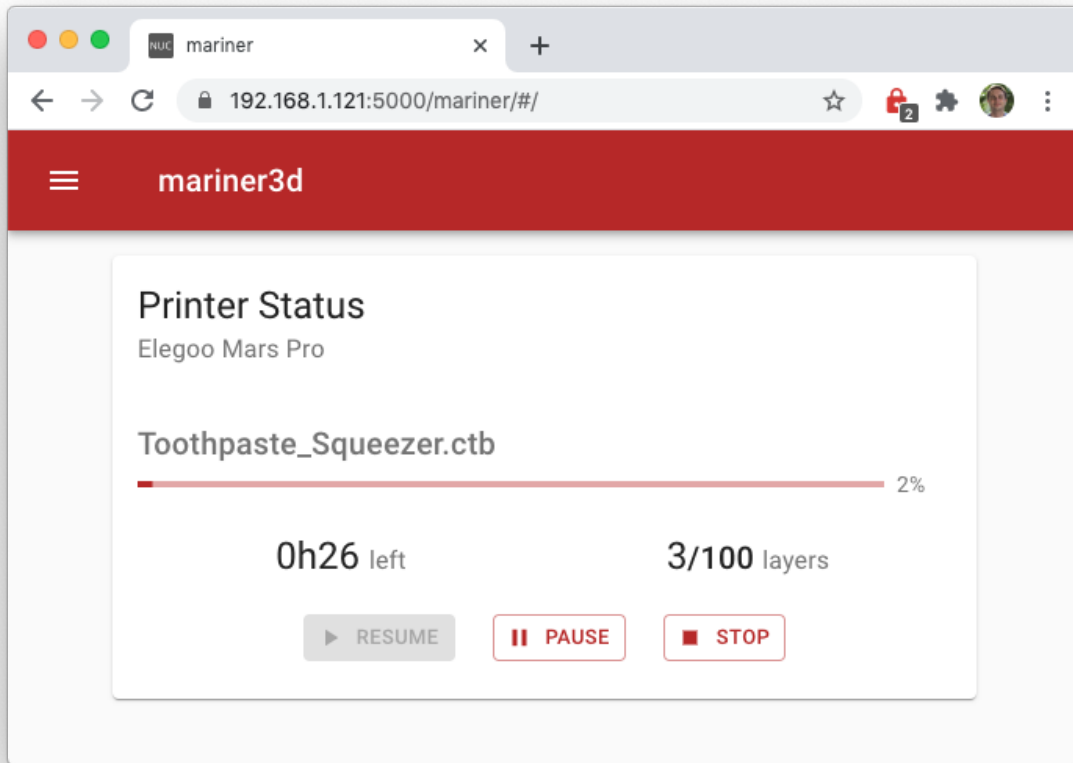 NUC mariner
192.168.1.121:5000/mariner/#/
2
mariner3d
Printer Status
Elegoo Mars Pro
Toothpaste_Squeezer.ctb
2%
0h26 left 3/100 layers
RESUME PAUSE STOP